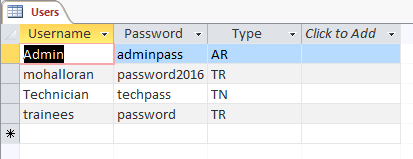 Users
Username Password Type Click to Add
Admin adminpass AR
mohalloran password2016 TR
Technician techpass TN
trainees password TR